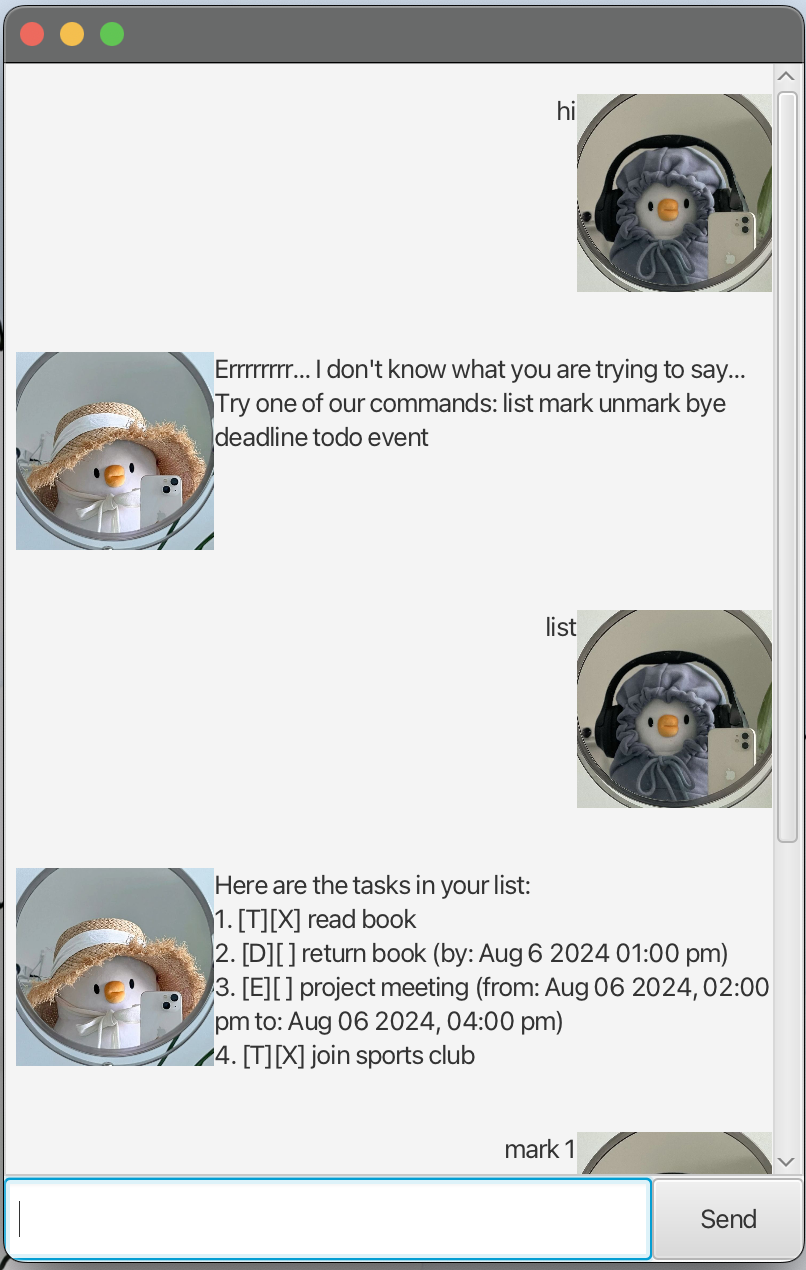 hi
Errrrrrrr... I don't know what you are trying to say...
Try one of our commands: list mark unmark bye
deadline todo event
list
Here are the tasks in your list:
1. [T][X] read book
2. [D][ ] return book (by: Aug 6 2024 01:00 pm)
3. [E][ ] project meeting (from: Aug 06 2024, 02:00
pm to: Aug 06 2024, 04:00 pm)
4. [T][X] join sports club
mark 1
Send